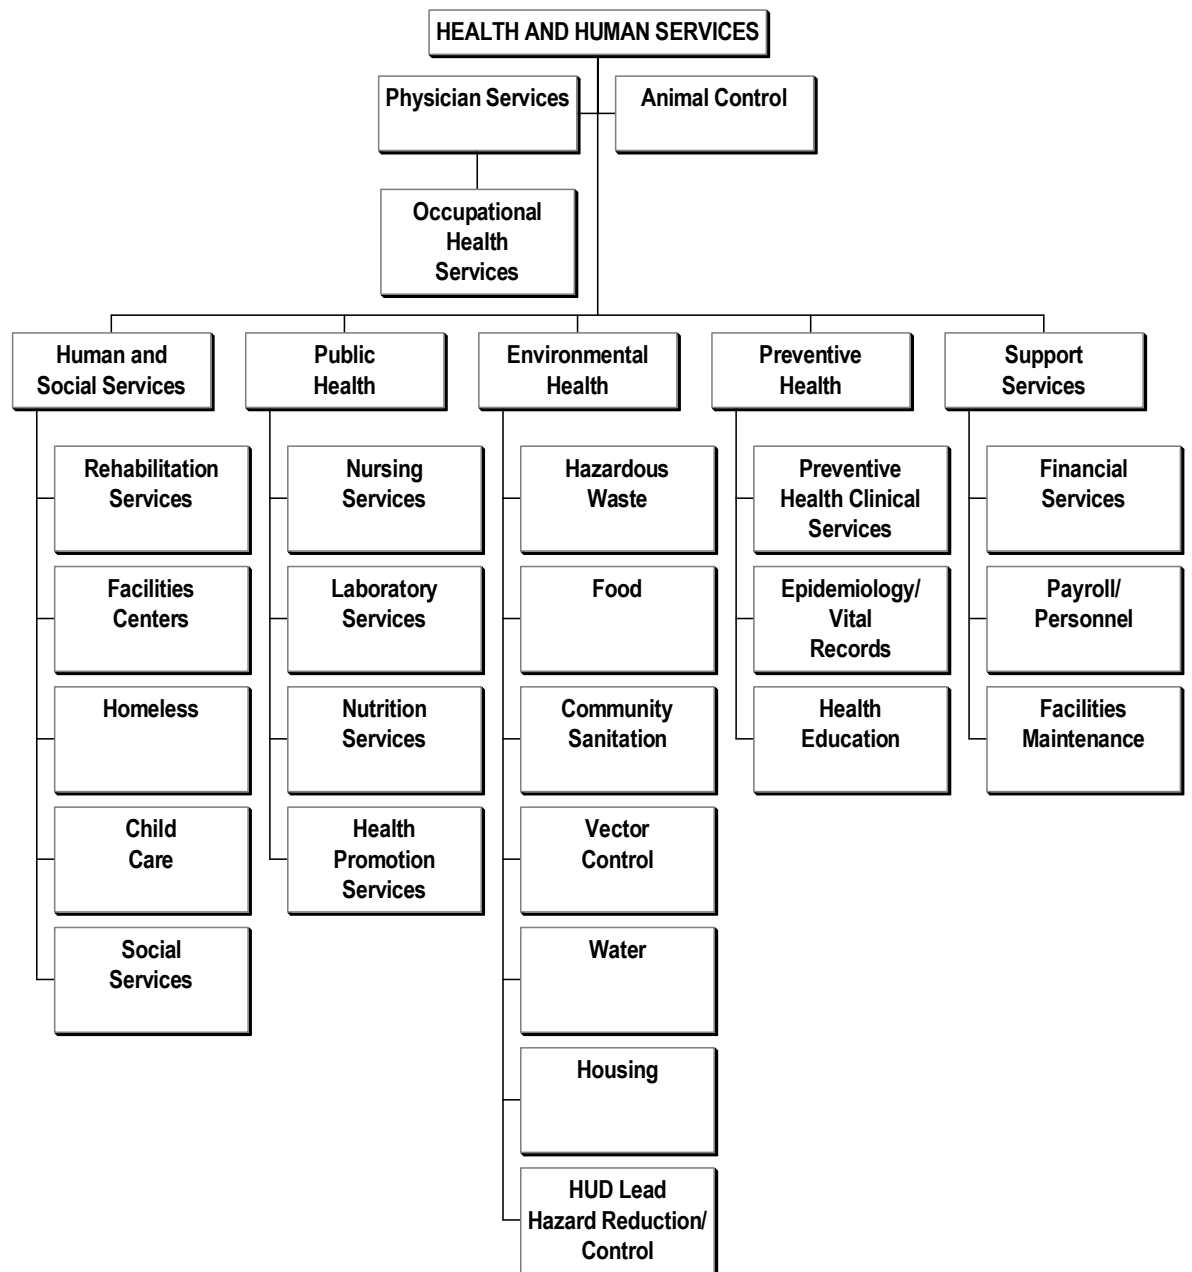 HEALTH AND HUMAN SERVICES
Physician Services
Animal Control
Occupational
Health
Services
Human and
Social Services
Public
Health
Environmental
Health
Preventive
Health
Support
Services
Rehabilitation
Services
Facilities
Centers
Homeless
Child
Care
Social
Services
Nursing
Services
Laboratory
Services
Nutrition
Services
Health
Promotion
Services
Hazardous
Waste
Food
Community
Sanitation
Vector
Control
Water
Housing
HUD Lead
Hazard Reduction/
Control
Preventive
Health Clinical
Services
Epidemiology/
Vital
Records
Health
Education
Financial
Services
Payroll/
Personnel
Facilities
Maintenance